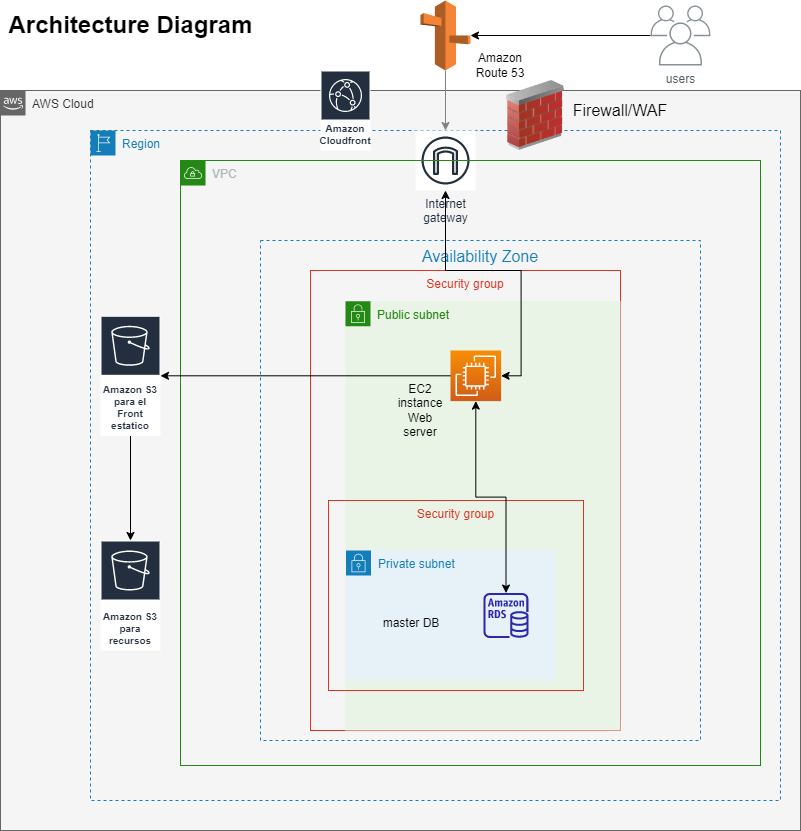 Architecture Diagram
Amazon
Route 53
users
aws
AWS Cloud
Amazon
Cloudfront
Firewall/WAF
Region
VPC
Internet
gateway
Availability Zone
Security group
Public subnet
Amazon S3
para el
Front
estatico
EC2
instance
Web
server
Security group
Private subnet
master DB
Amazon
RDS
Amazon S3
para
recursos